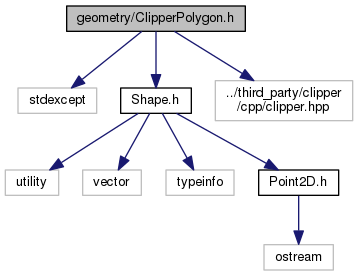 geometry/ClipperPolygon.h
stdexcept
Shape.h
../third_party/clipper
/cpp/clipper.hpp
utility
vector
typeinfo
Point2D.h
ostream